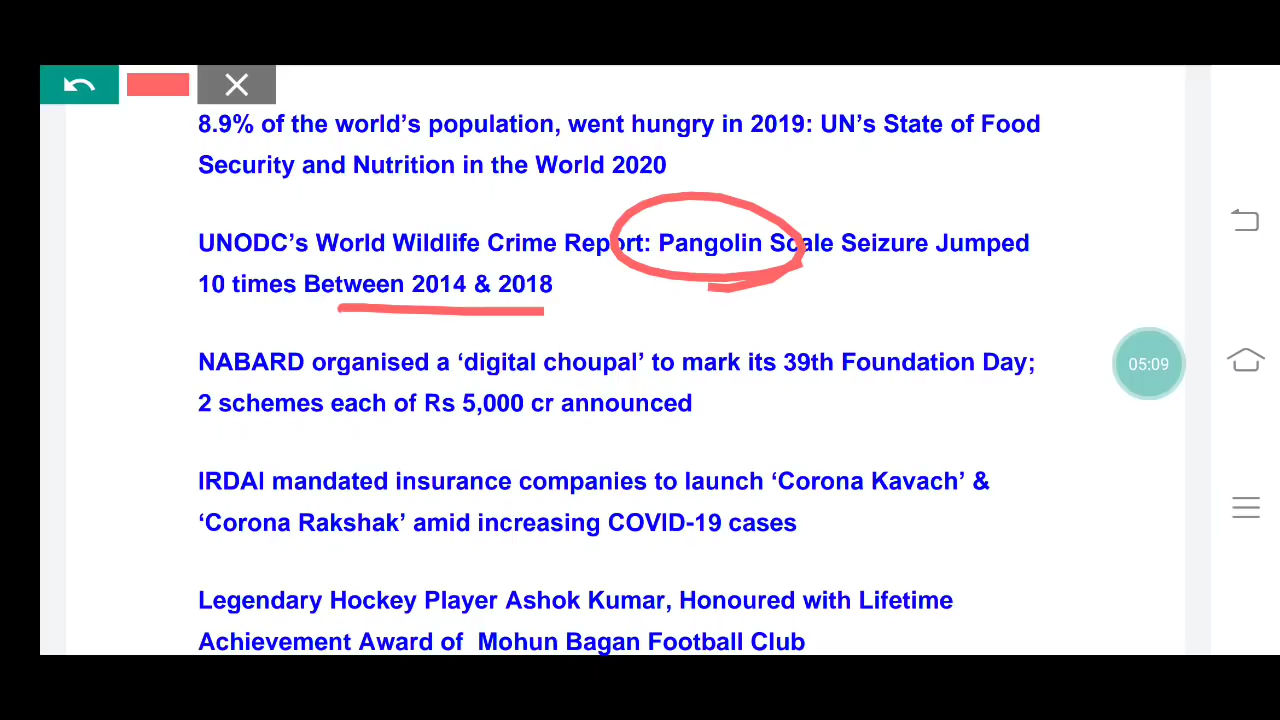 8.9% of the world's population, went hungry in 2019: UN's State of Food
Security and Nutrition in the World 2020
UNODC's World Wildlife Crime Report: Pangolin Scale Seizure Jumped
10 times Between 2014 & 2018
NABARD organised a ‘digital choupal’ to mark its 39th Foundation Day;
2 schemes each of Rs 5,000 cr announced
05:09
IRDAI mandated insurance companies to launch ‘Corona Kavach’ &
‘Corona Rakshak’ amid increasing COVID-19 cases
Legendary Hockey Player Ashok Kumar, Honoured with Lifetime
Achievement Award of  Mohun Bagan Football Club